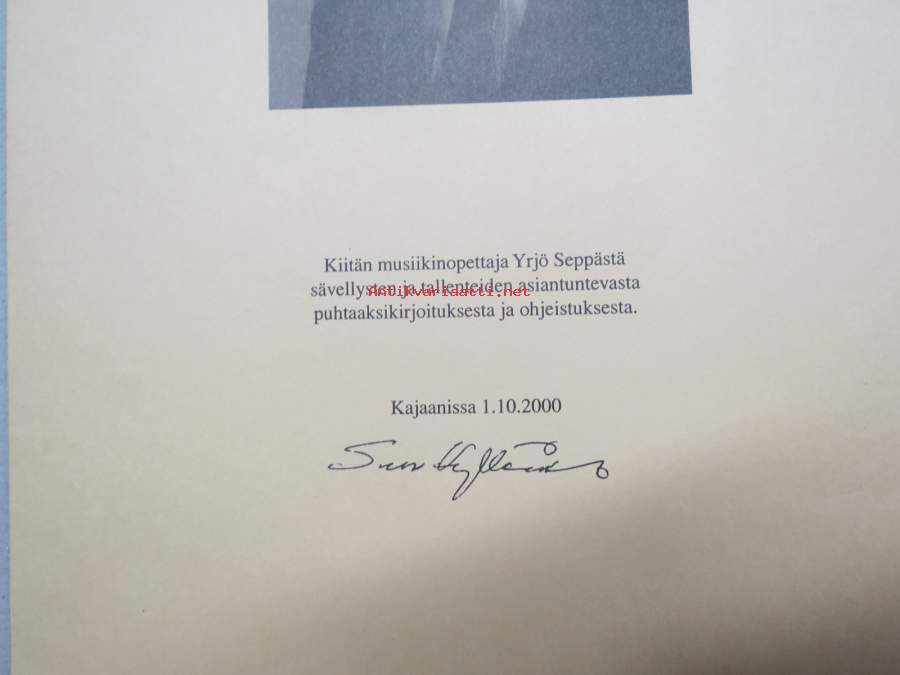 Kiitän musiikinopettaja Yrjö Seppästä
sävellysten ja tallenteiden asiantuntevasta
Antikvariaatti.net
puhtaaksikirjoituksesta ja ohjeistuksesta.
Kajaanissa 1.10.2000